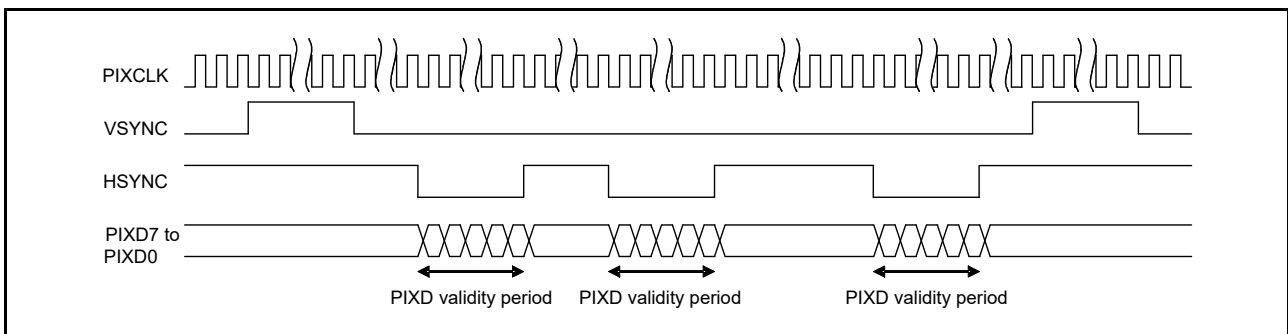 PIXCLK
VSYNC
HSYNC
PIXD7 to
PIXD0
PIXD validity period PIXD validity period PIXD validity period